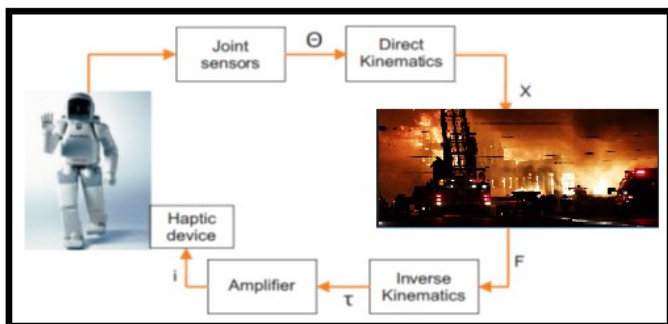 Joint
sensors
Θ
Direct
Kinematics
X
Haptic
device
i
Amplifier
τ
Inverse
Kinematics
F